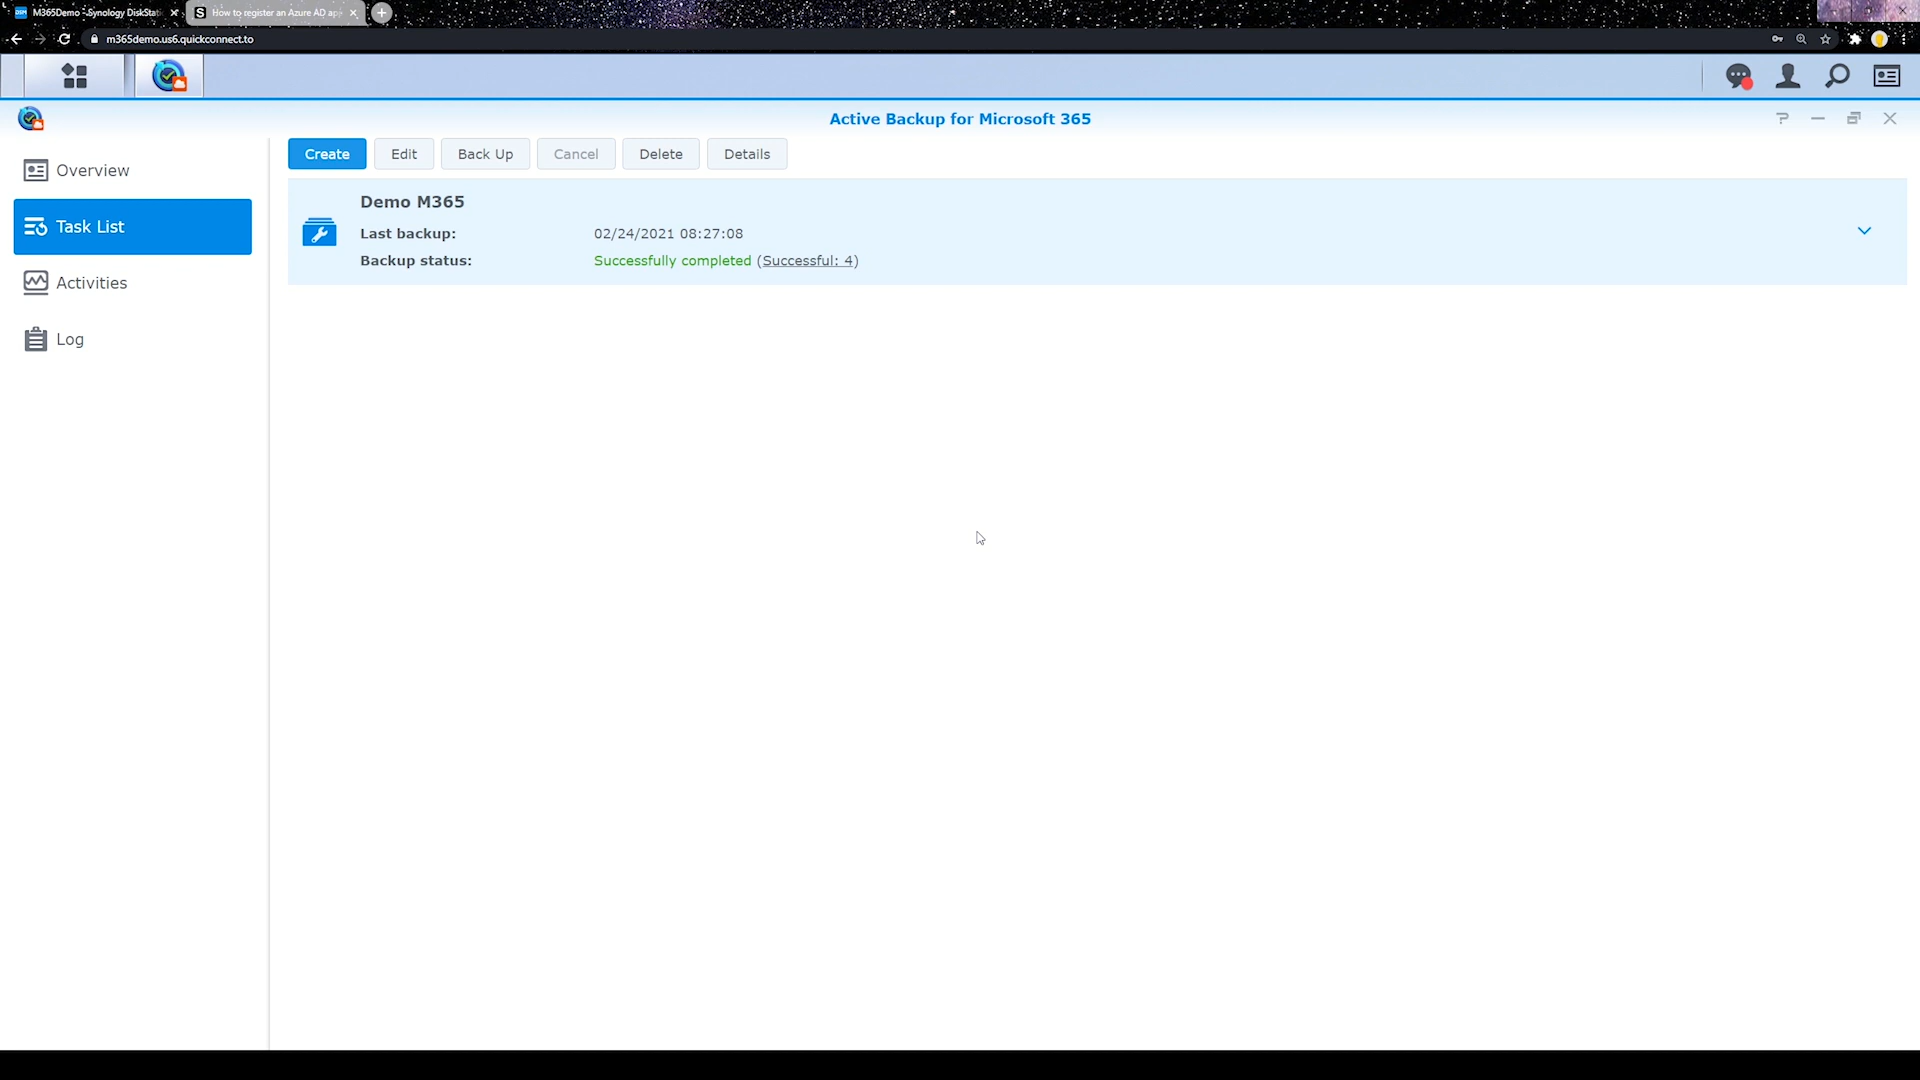 M365Demo - Synology DiskStati
How to register an Azure AD ap
m365demo.us6.quickconnect.to
Active Backup for Microsoft 365
Overview
Task List
Activities
Log
Create Edit Back Up Cancel Delete Details
Demo M365
Last backup: 02/24/2021 08:27:08
Backup status: Successfully completed (Successful: 4)